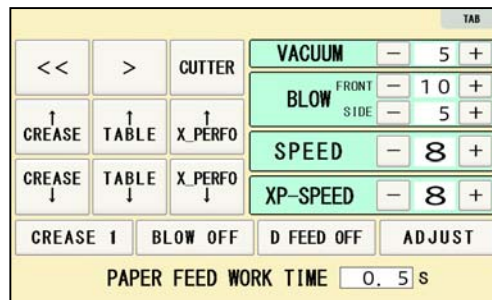 TAB
<< > CUTTER
↑ ↑ ↑
CREASE TABLE X_PERFO
CREASE TABLE X_PERFO
↓ ↓ ↓
VACUUM − 5 +
BLOW FRONT − 10 +
SIDE − 5 +
SPEED − 8 +
XP-SPEED − 8 +
CREASE 1 BLOW OFF D FEED OFF ADJUST
PAPER FEED WORK TIME 0. 5 S